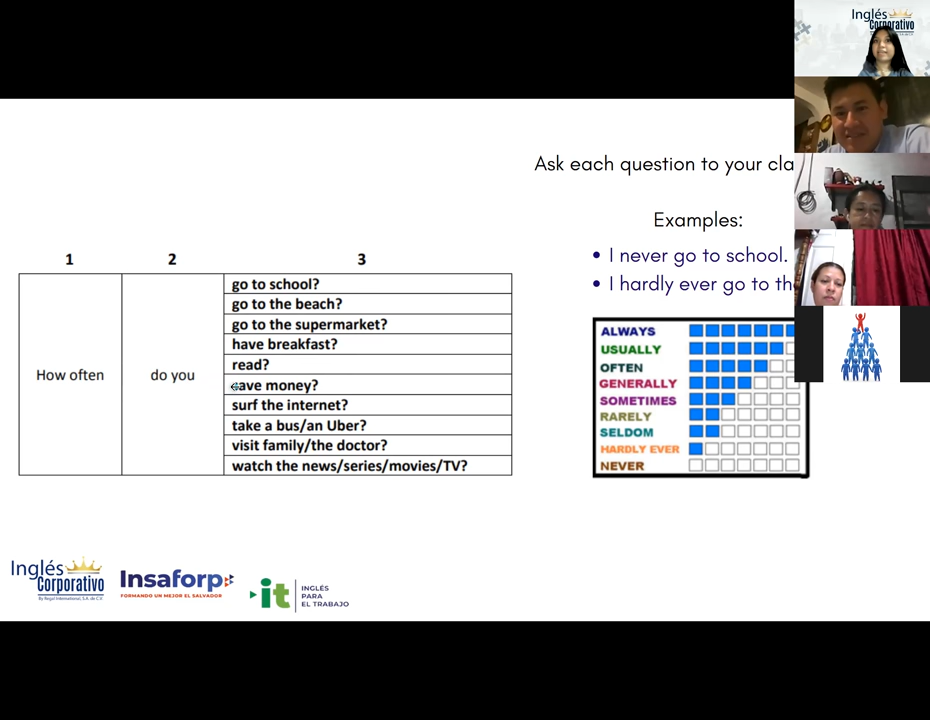 Inglés
Corporativo
Ask each question to your cla
Examples:
• I never go to school.
• I hardly ever go to th
1 2 3
How often
do you
go to school?
go to the beach?
go to the supermarket?
have breakfast?
read?
ave money?
surf the internet?
take a bus/an Uber?
visit family/the doctor?
watch the news/series/movies/TV?
ALWAYS
USUALLY
OFTEN
GENERALLY
SOMETIMES
RARELY
SELDOM
HARDLY EVER
NEVER
Inglés
Corporativo
By Regal International, S.A. de C.V.
Insaforp
FORMANDO UN MEJOR EL SALVADOR
it
INGLÉS
PARA
EL TRABAJO